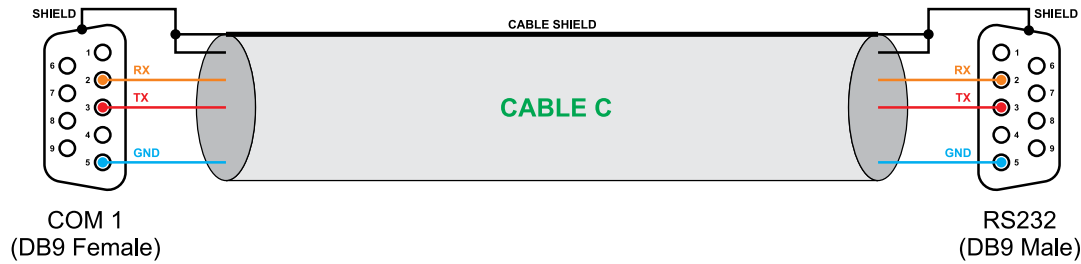 SHIELD
CABLE SHIELD
SHIELD
1
6
RX
2
7
TX
3
8
4
9
GND
5
CABLE C
1
6
RX
2
7
TX
3
8
4
9
GND
5
COM 1
(DB9 Female)
RS232
(DB9 Male)